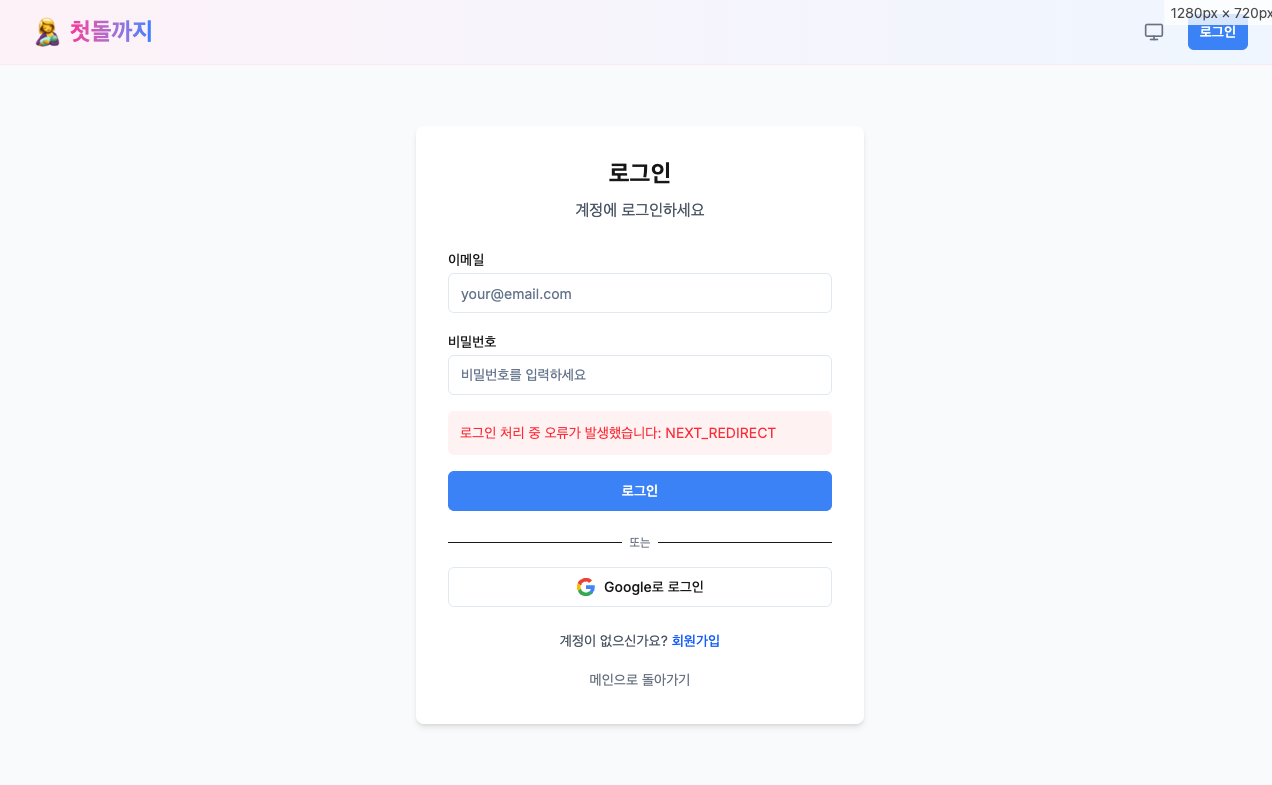 첫돌까지
1280px × 720px
로그인
로그인
계정에 로그인하세요
이메일
your@email.com
비밀번호
비밀번호를 입력하세요
로그인 처리 중 오류가 발생했습니다: NEXT_REDIRECT
로그인
또는
Google로 로그인
계정이 없으신가요? 회원가입
메인으로 돌아가기